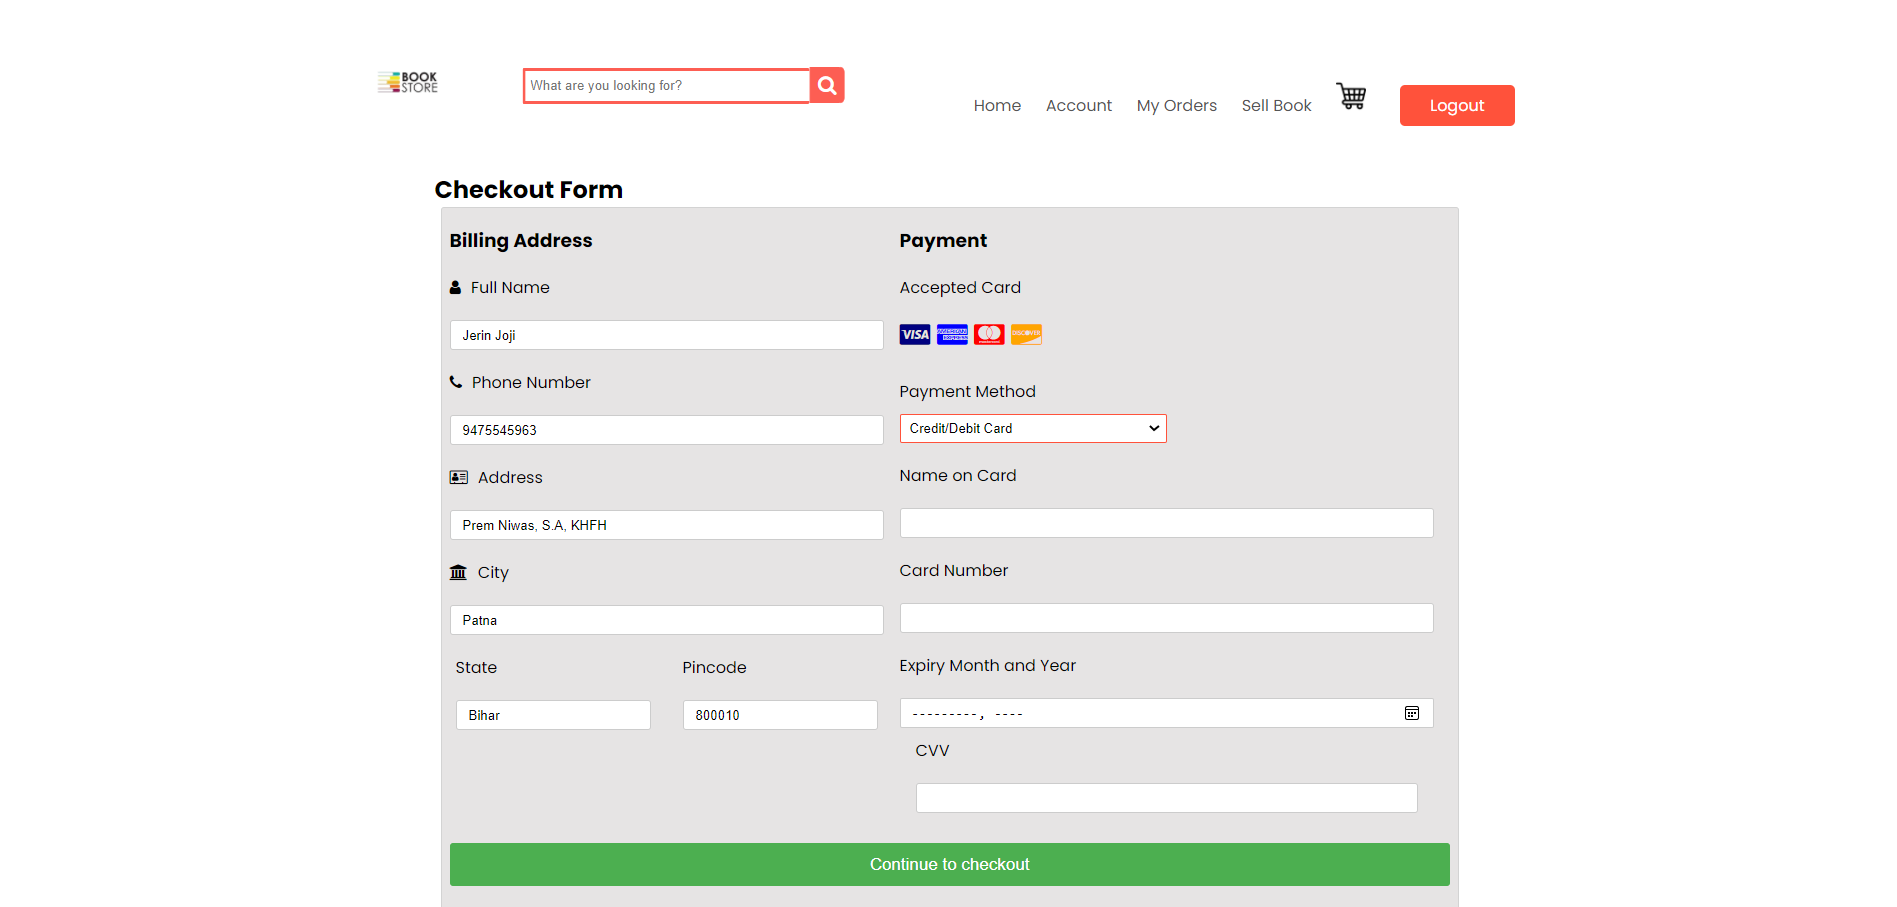 BOOK
STORE
What are you looking for?
Home
Account
My Orders
Sell Book
Logout
Checkout Form
Billing Address
Full Name
Jerin Joji
Phone Number
9475545963
Address
Prem Niwas, S.A, KHFH
City
Patna
State
Pincode
Bihar
800010
Payment
Accepted Card
VISA
AMERICAN
EXPRESS
DISCOVER
Payment Method
Credit/Debit Card
Name on Card
Card Number
Expiry Month and Year
---------, ----
CVV
Continue to checkout